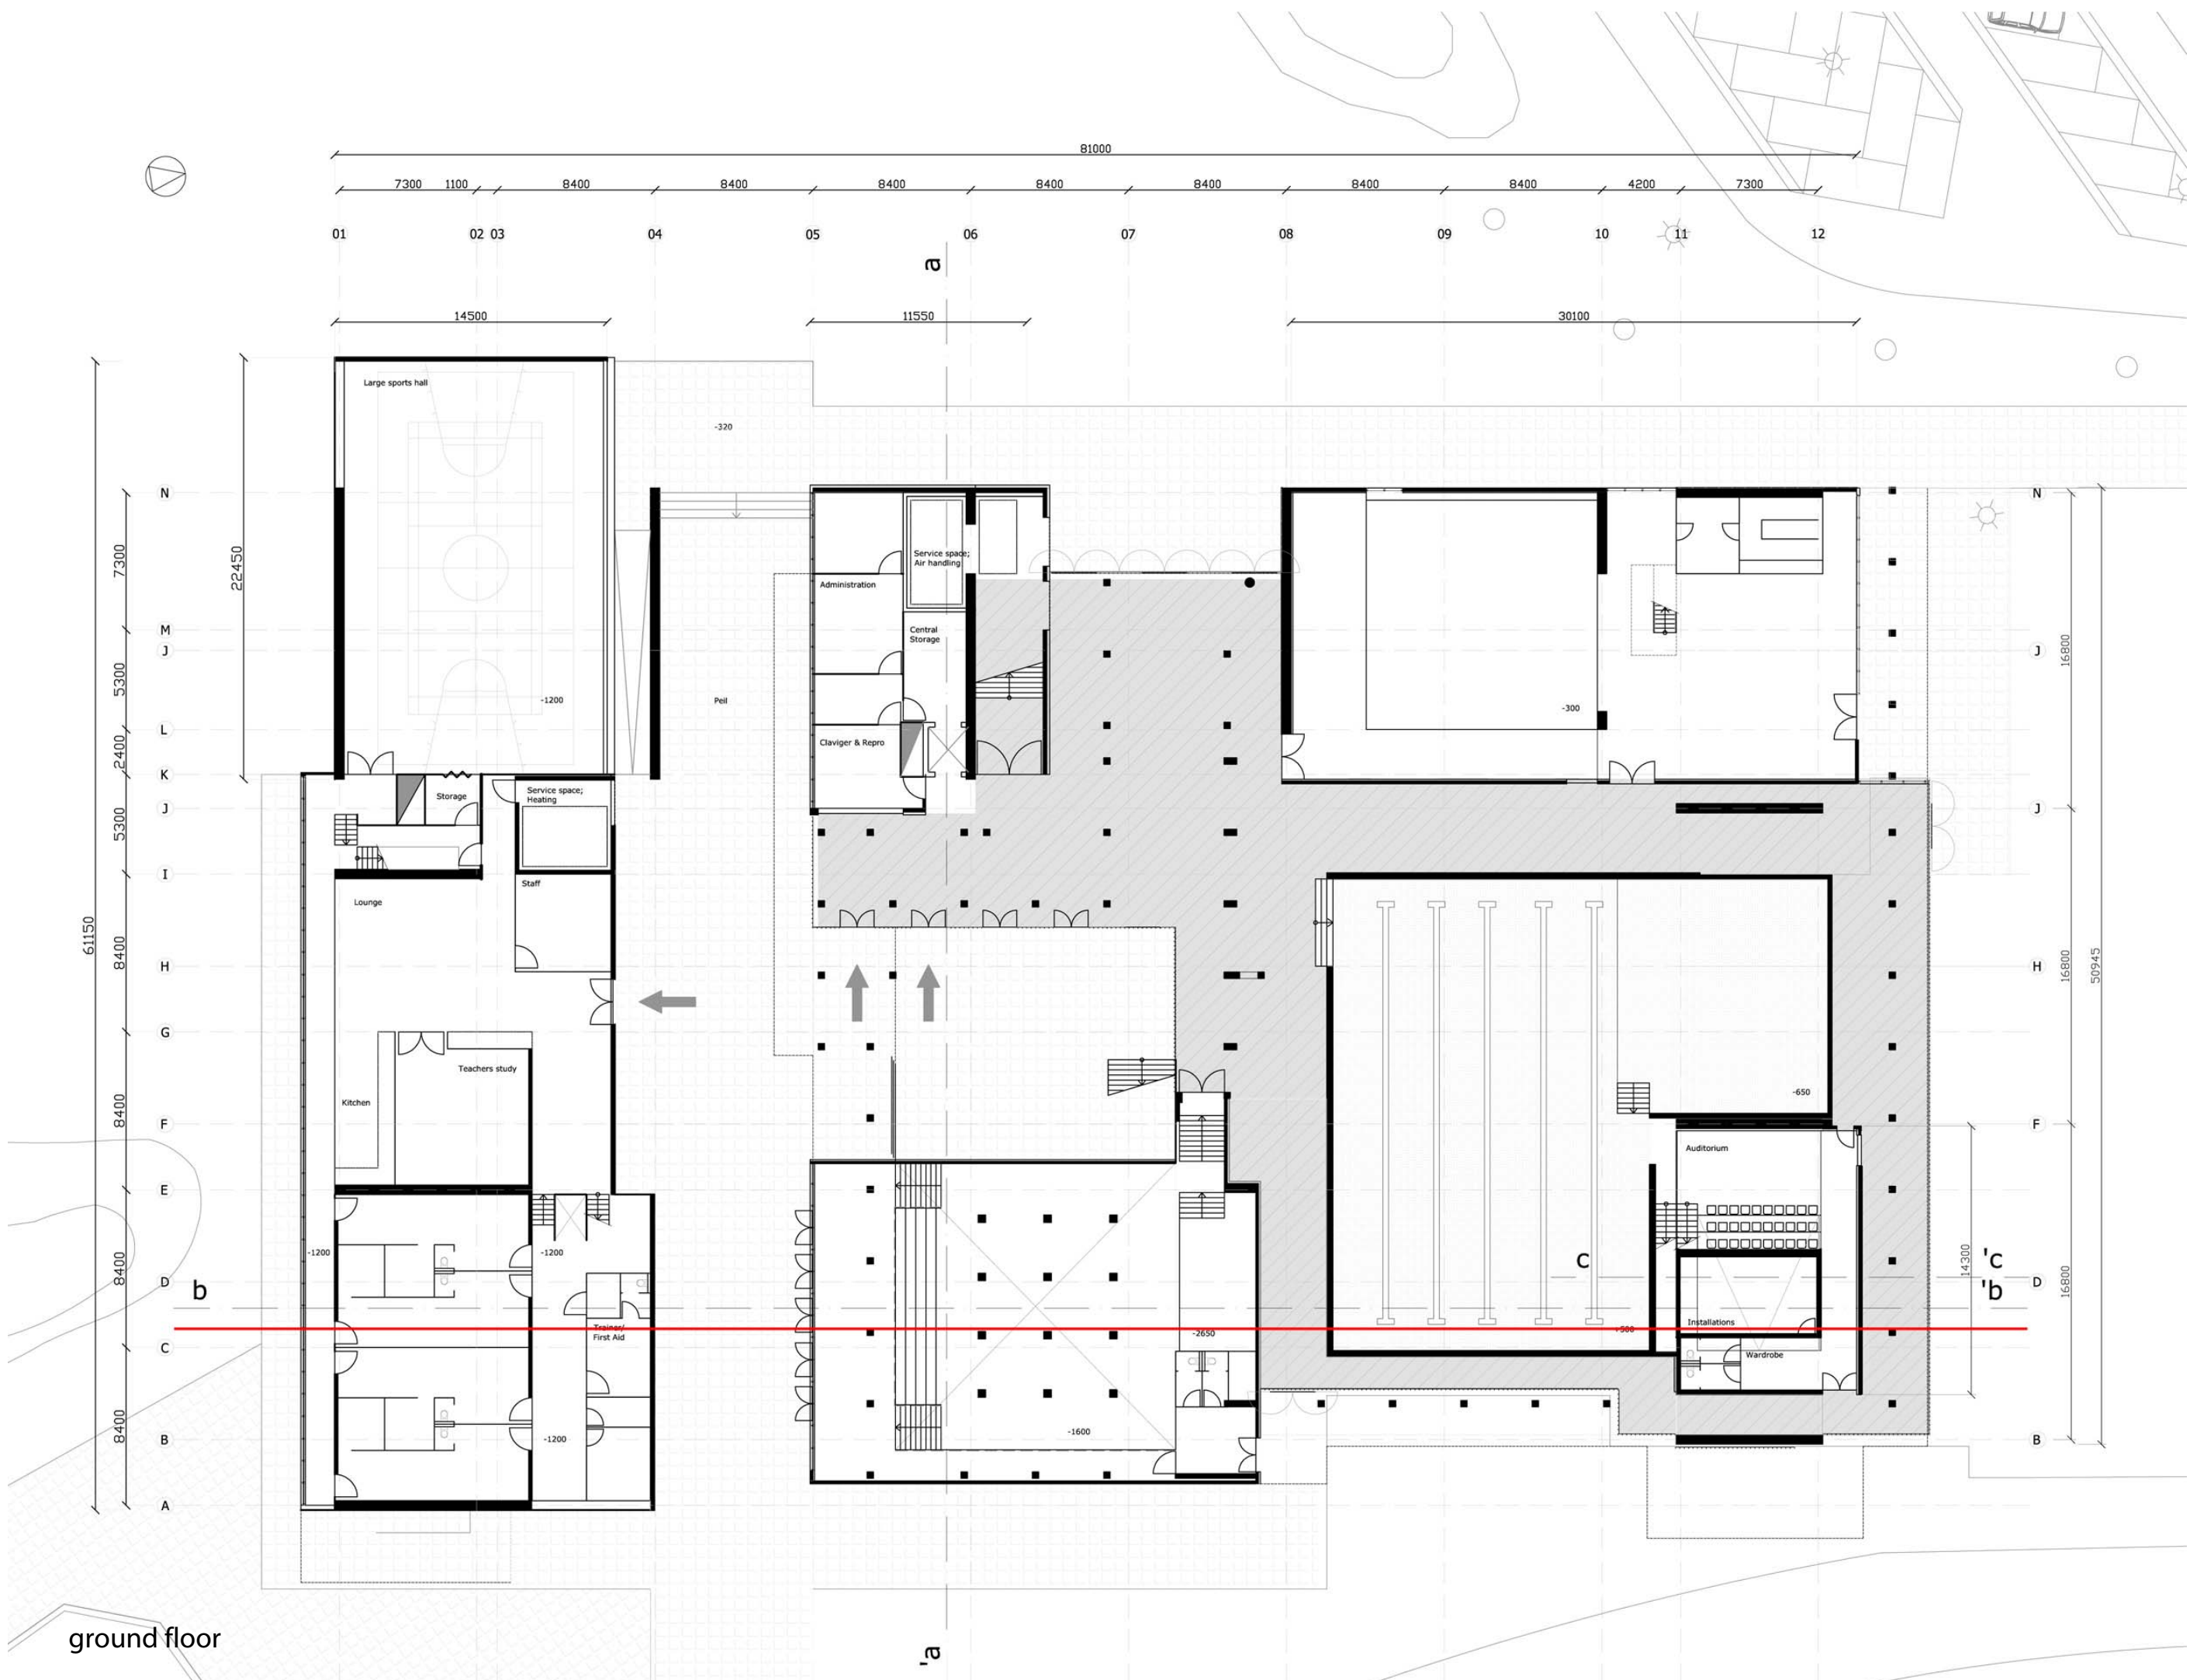 81000
7300 1100 8400 8400 8400 8400 8400 8400 8400 4200 7300
01 02 03 04 05 06 07 08 09 10 11 12
a
14500 11550 30100
Large sports hall
-320
N N
Service space;
Air handling
Administration
7300
22450
Central
Storage
M
J J
16800
5300
-1200
Peil
-300
L
Claviger & Repro
2400
K
Storage
Service space;
Heating
J J
5300
I
Staff
Lounge
61150
8400
H H
16800
50945
G
Teachers study
-650
Kitchen
8400
F F
Auditorium
E
-1200 -1200
8400
c 'c
14300
D D
b 'b
16800
Installations
Trainer/
First Aid
-2650
-500
C
Wardrobe
8400
-1600
-1200
B B
A
ground floor
'a